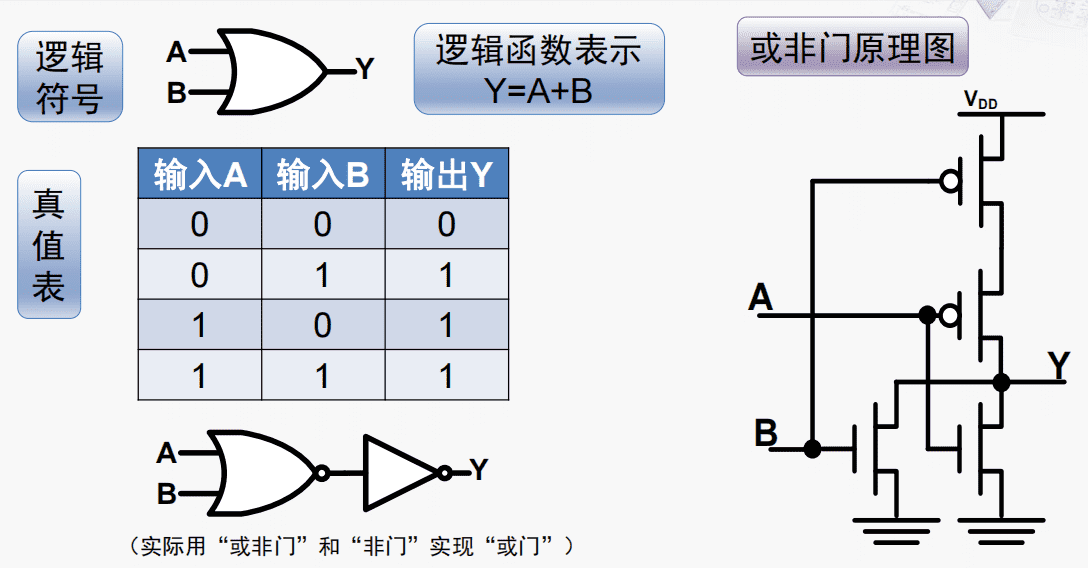 逻辑
符号
A
B
Y
逻辑函数表示
Y=A+B
或非门原理图
真
值
表
输入A 输入B 输出Y
0 0 0
0 1 1
1 0 1
1 1 1
A
B
Y
（实际用“或非门”和“非门”实现“或门”）
VDD
A
B
Y